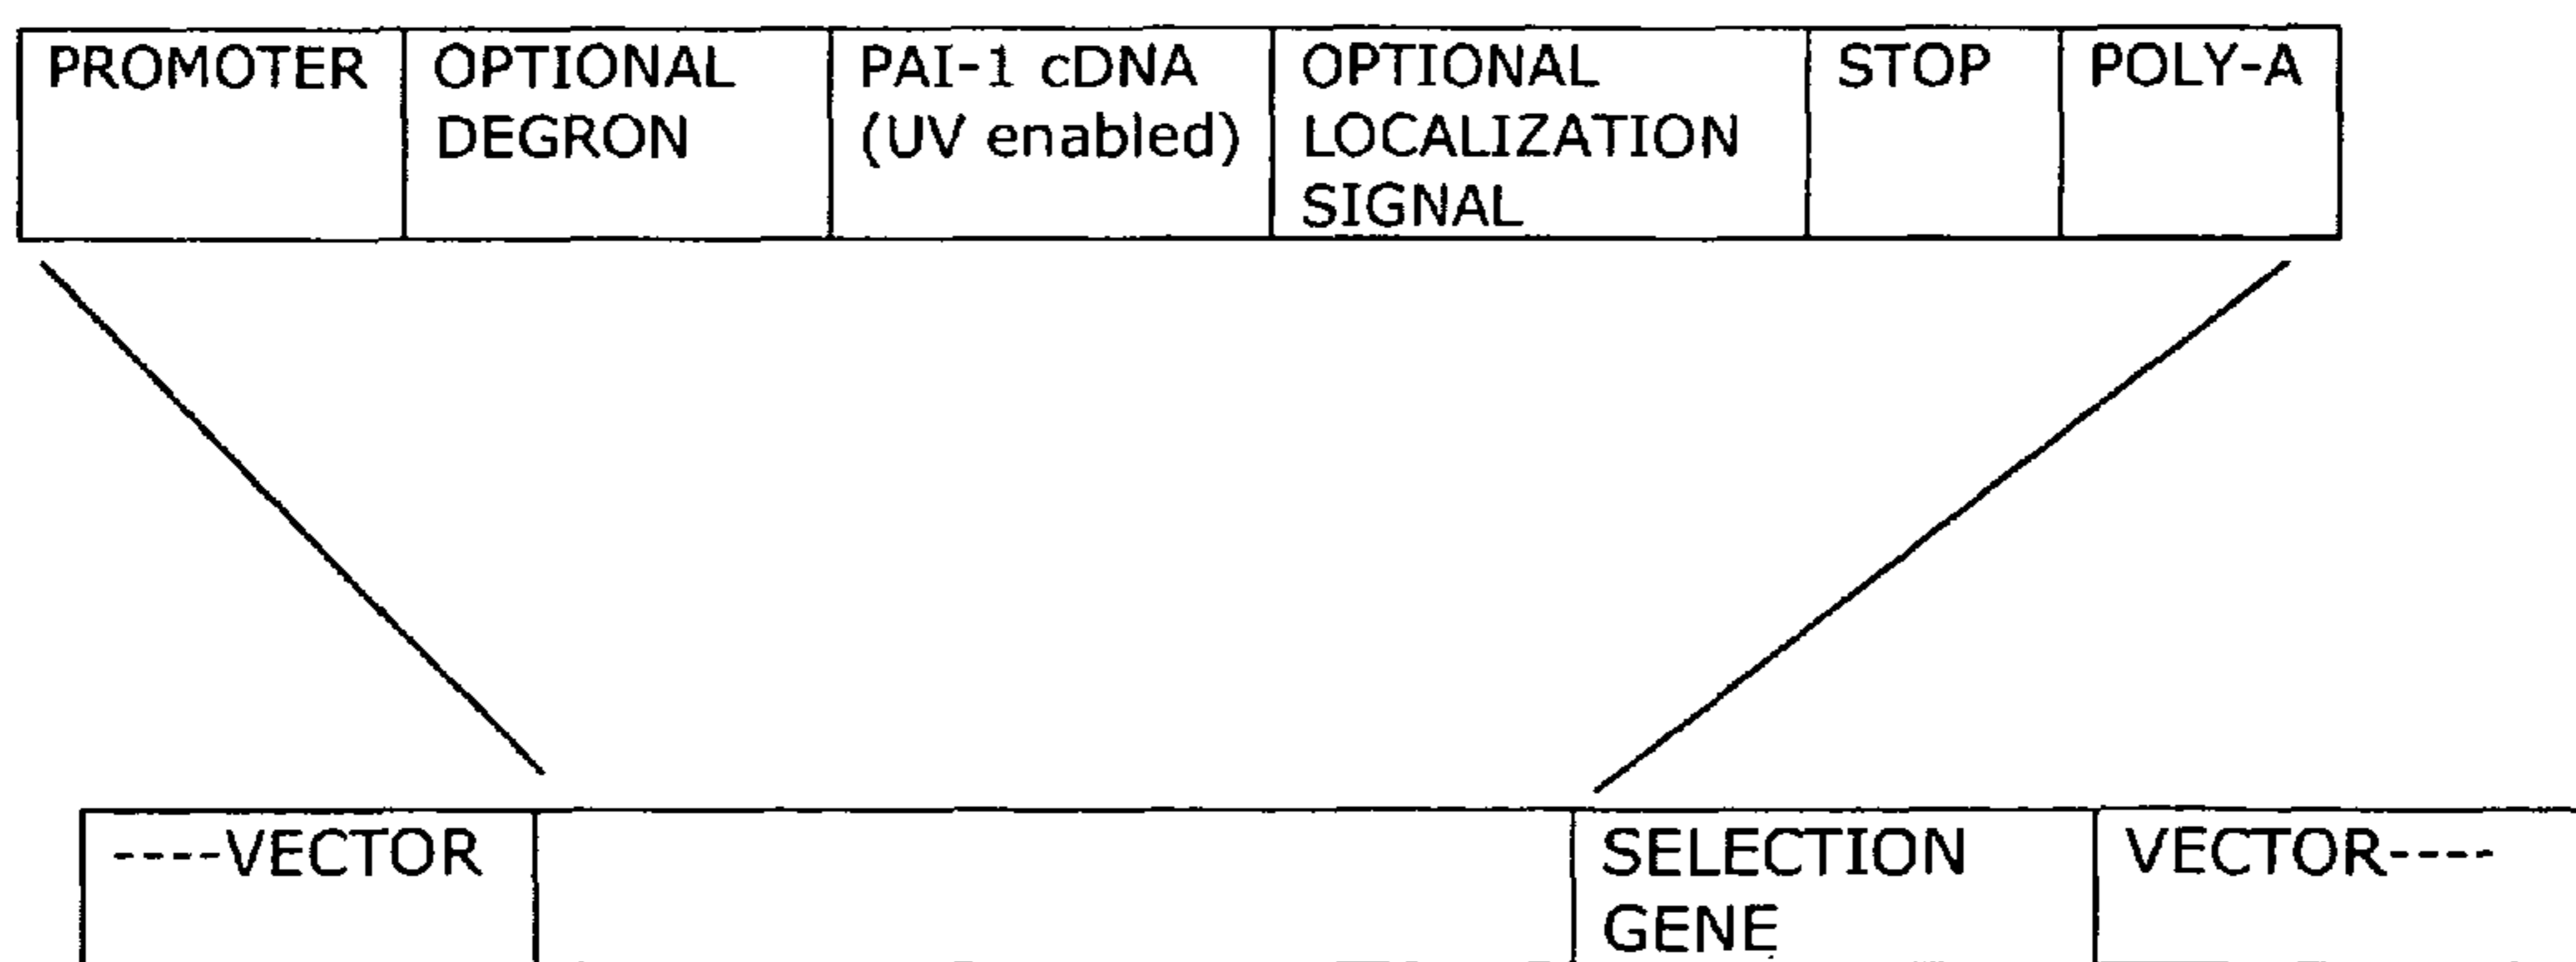 PROMOTER
OPTIONAL
DEGRON
PAI-1 cDNA
(UV enabled)
OPTIONAL
LOCALIZATION
SIGNAL
STOP
POLY-A
----VECTOR
SELECTION
GENE
VECTOR----